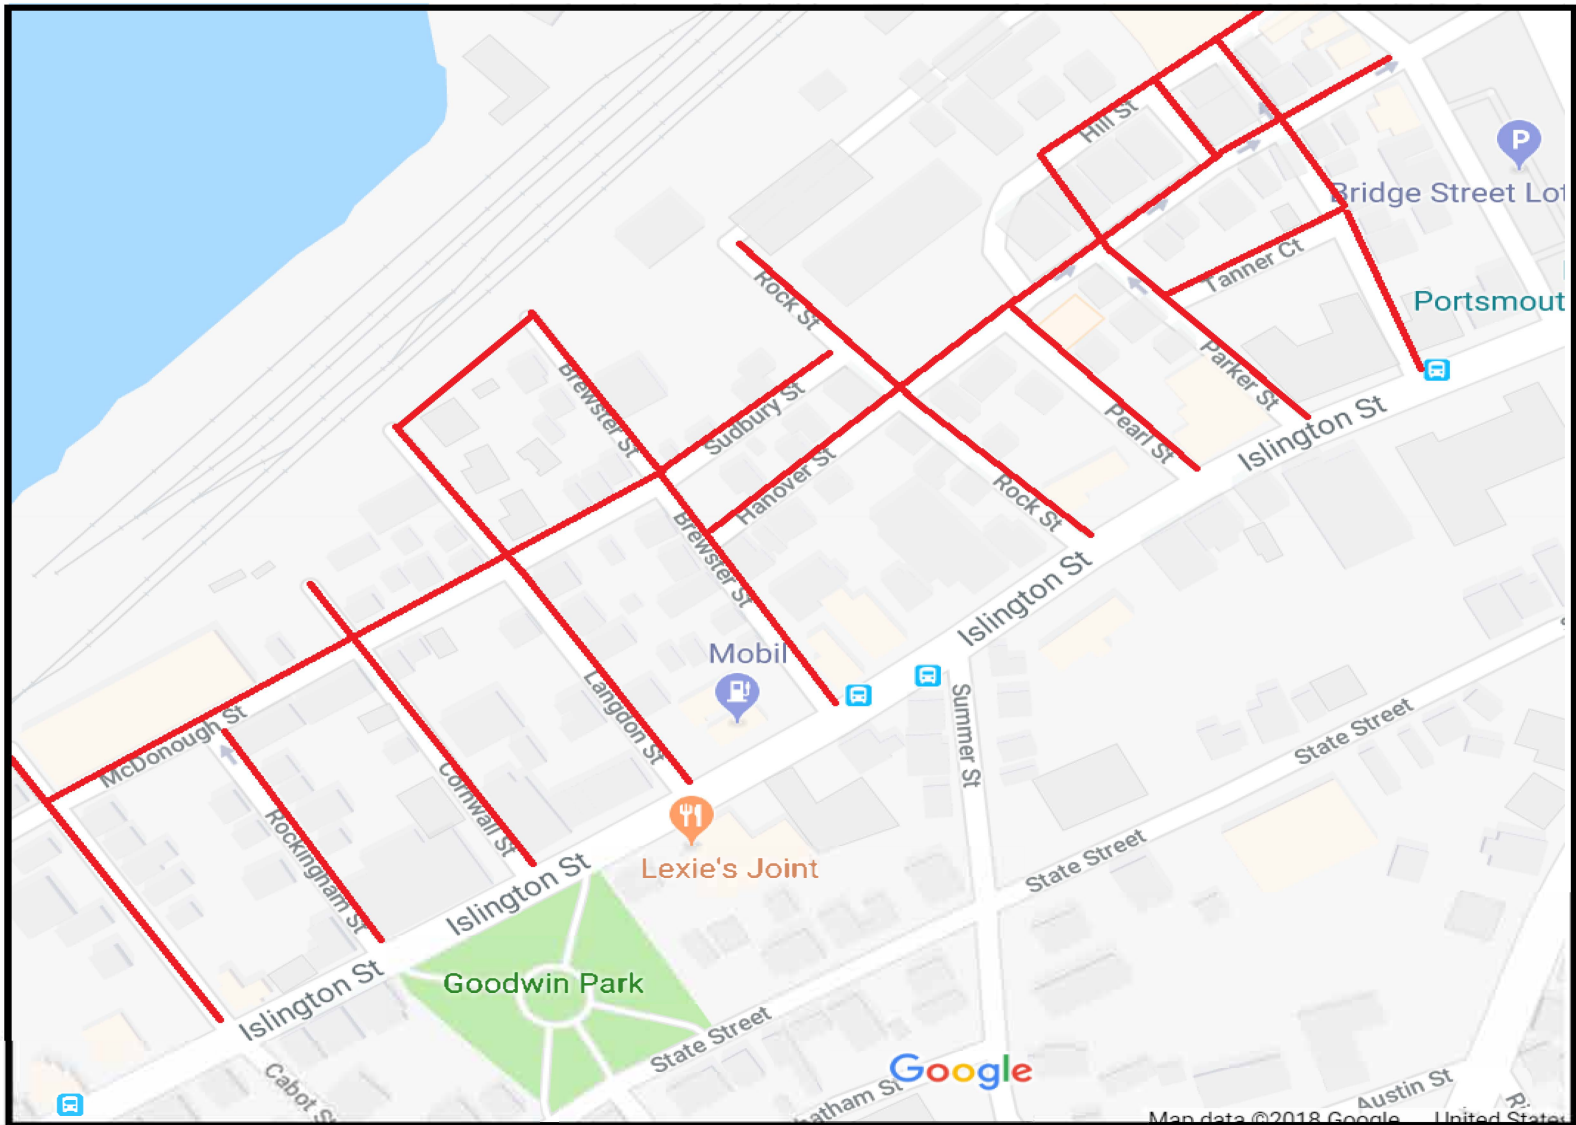 Hill St
P
Bridge Street Lot
Tanner Ct
Rock St
Portsmout
Brewster St
Sudbury St
Parker St
Pearl St
Islington St
Hanover St
Rock St
Brewster St
Islington St
Mobil
Langdon St
Summer St
McDonough St
State Street
Cornwall St
Rockingham St
Lexie's Joint
State Street
Islington St
Goodwin Park
Islington St
State Street
Google
Cabot St
atham St
Austin St
Ri
Map data ©2018 Google
United States